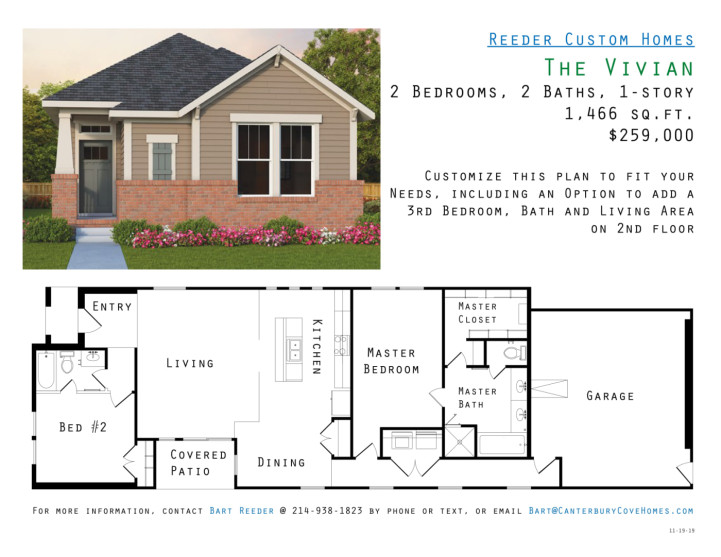 Reeder Custom Homes
The Vivian
2 Bedrooms, 2 Baths, 1-story
1,466 sq.ft.
$259,000
Customize this plan to fit your
Needs, including an Option to add a
3rd Bedroom, Bath and Living Area
on 2nd floor
Entry
Living
Kitchen
Master
Bedroom
Master
Closet
Master
Bath
Garage
Bed #2
Covered
Patio
Dining
For more information, contact Bart Reeder @ 214-938-1823 by phone or text, or email Bart@CanterburyCoveHomes.com
11-19-19